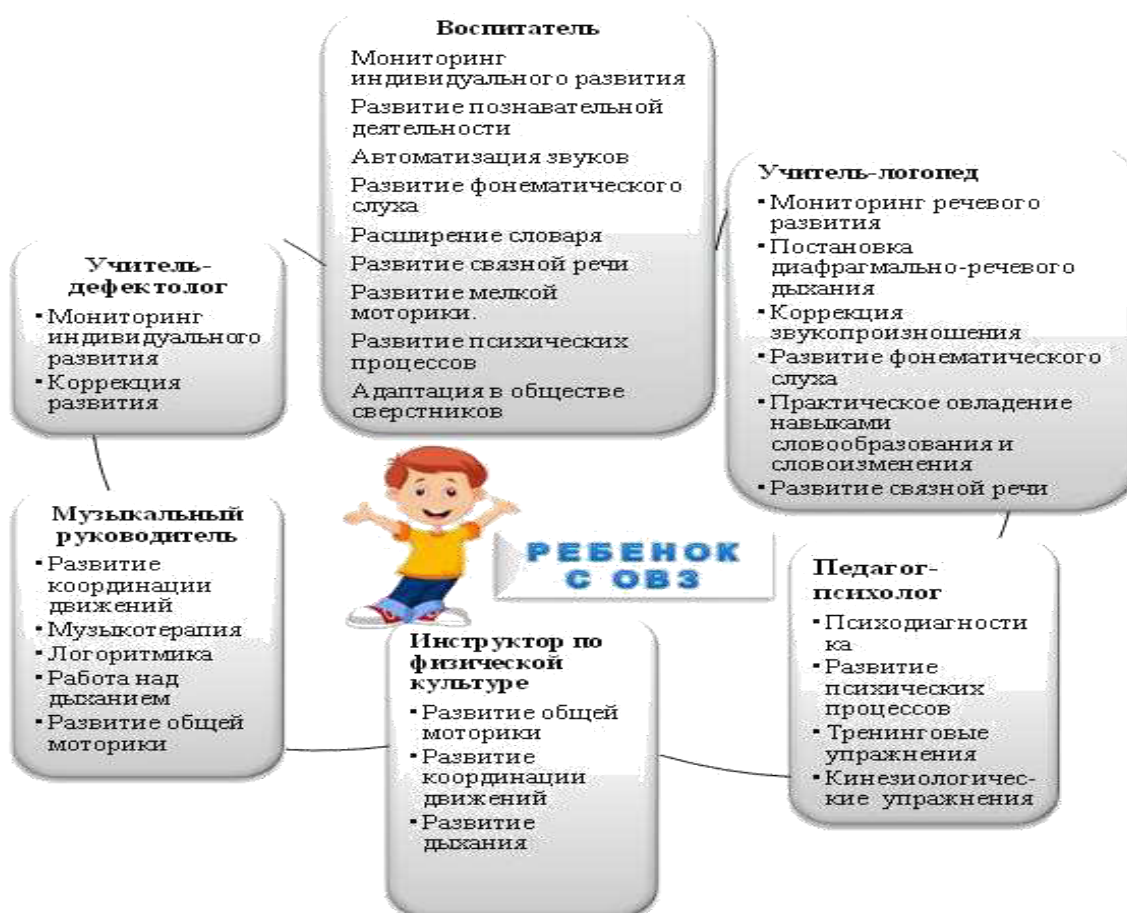 Воспитатель
Мониторинг
индивидуального развития
Развитие познавательной
деятельности
Автоматизация звуков
Развитие фонематического
слуха
Расширение словаря
Развитие связной речи
Развитие мелкой
моторики.
Развитие психических
процессов
Адаптация в обществе
сверстников
Учитель-логопед
▪ Мониторинг речевого
развития
▪ Постановка
диафрагмально-речевого
дыхания
▪ Коррекция
звукопроизношения
▪ Развитие фонематического
слуха
▪ Практическое овладение
навыками
словообразования и
словоизменения
▪ Развитие связной речи
Педагог-
психолог
▪ Психодиагности
ка
▪ Развитие
психических
процессов
▪ Тренинговые
упражнения
▪ Кинезиологичес-
кие упражнения
Инструктор по
физической
культуре
▪ Развитие общей
моторики
▪ Развитие
координации
движений
▪ Развитие
дыхания
Музыкальный
руководитель
▪ Развитие
координации
движений
▪ Музыкотерапия
▪ Логоритмика
▪ Работа над
дыханием
▪ Развитие общей
моторики
Учитель-
дефектолог
▪ Мониторинг
индивидуального
развития
▪ Коррекция
развития
РЕБЕНОК
С ОВЗ